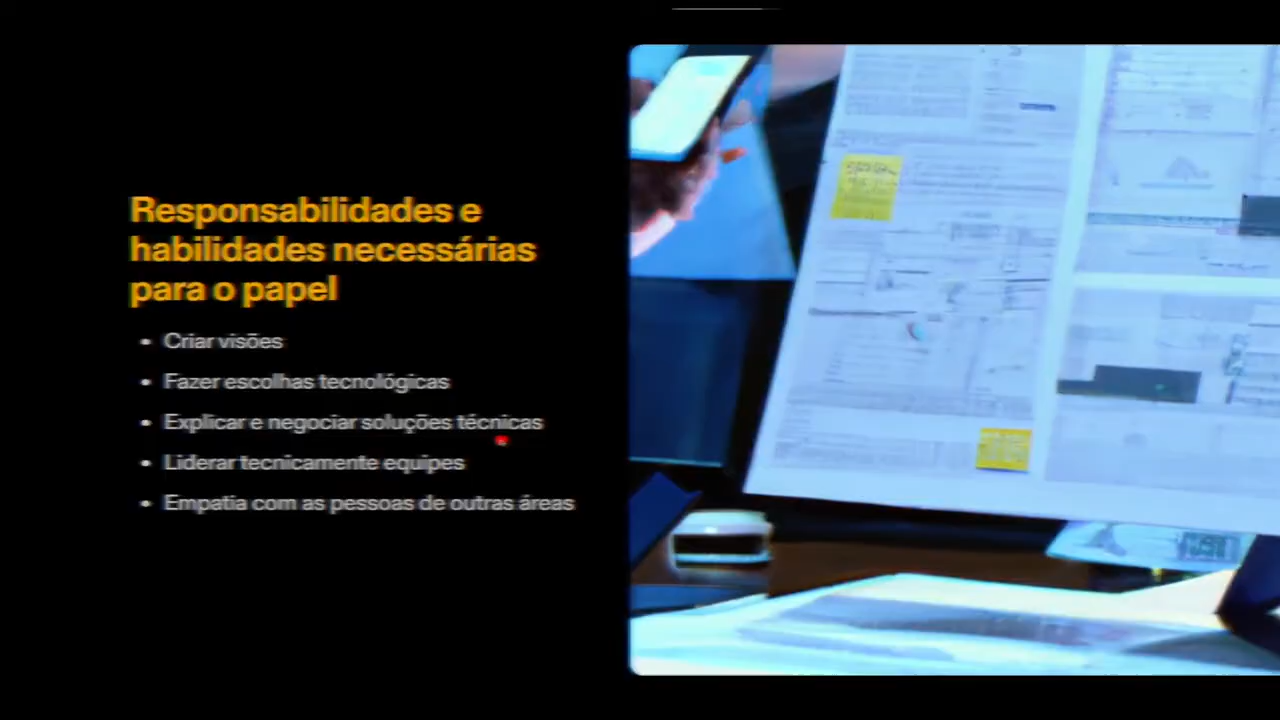 Responsabilidades e
habilidades necessárias
para o papel
• Criar visões
• Fazer escolhas tecnológicas
• Explicar e negociar soluções técnicas
• Liderar tecnicamente equipes
• Empatia com as pessoas de outras áreas